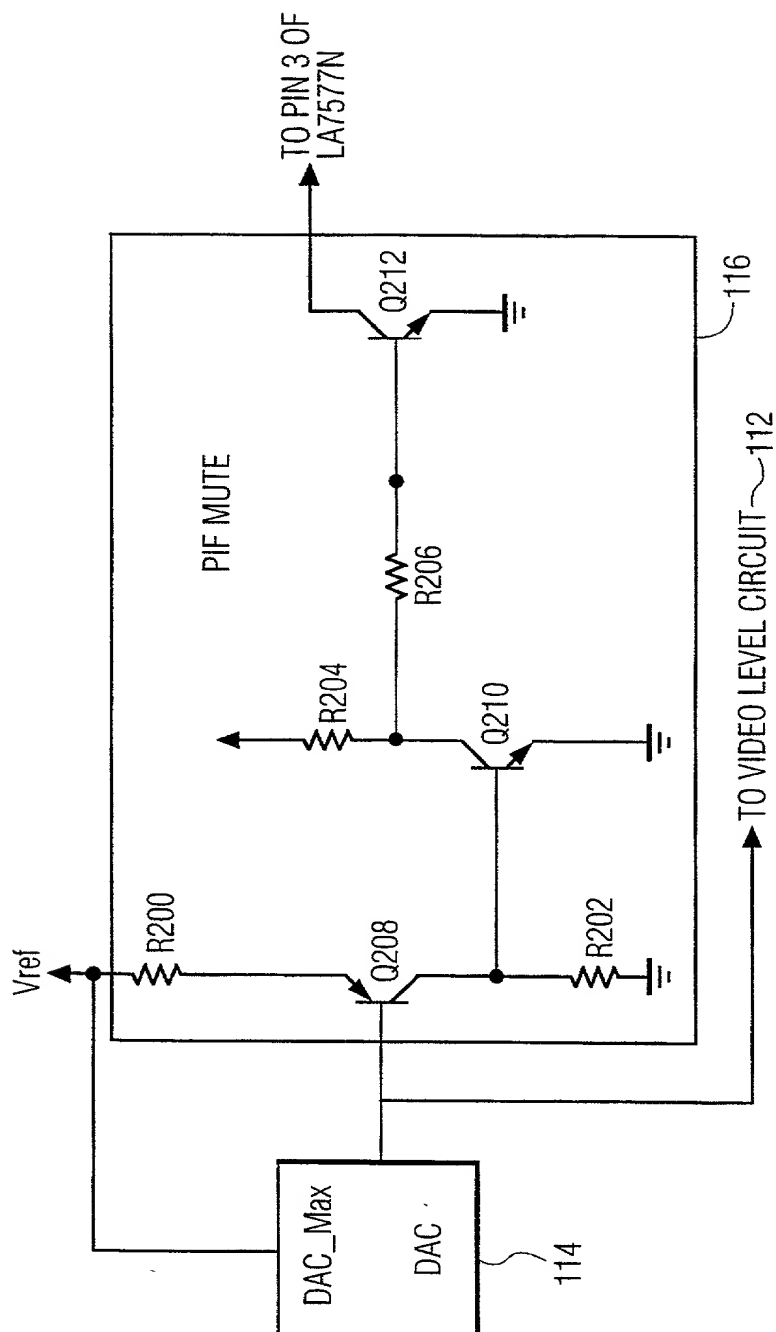 Vref
R200
DAC_Max
DAC
114
Q208
R202
R204
Q210
R206
PIF MUTE
Q212
TO PIN 3 OF
LA7577N
116
TO VIDEO LEVEL CIRCUIT 112